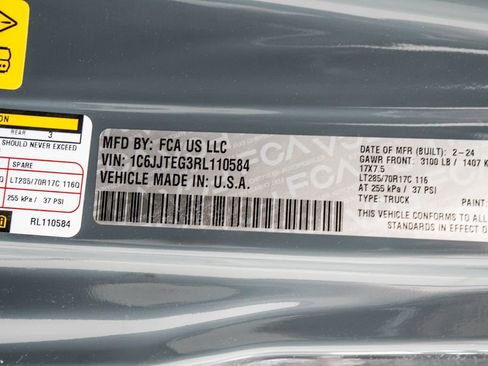 REAR 3
SHOULD NEVER EXCEED
SPARE
LT285/70R17C 116Q
255 kPa / 37 PSI
RL110584
MFD BY: FCA US LLC
VIN: 1C6JJTEG3RL110584
VEHICLE MADE IN: U.S.A.
DATE OF MFR (BUILT): 2-24
GAWR FRONT: 3100 LB / 1407 K
17X7.5
LT285/70R17C 116
AT 255 kPa / 37 PSI
TYPE: TRUCK PAINT:
THIS VEHICLE CONFORMS TO ALL
STANDARDS IN EFFECT O